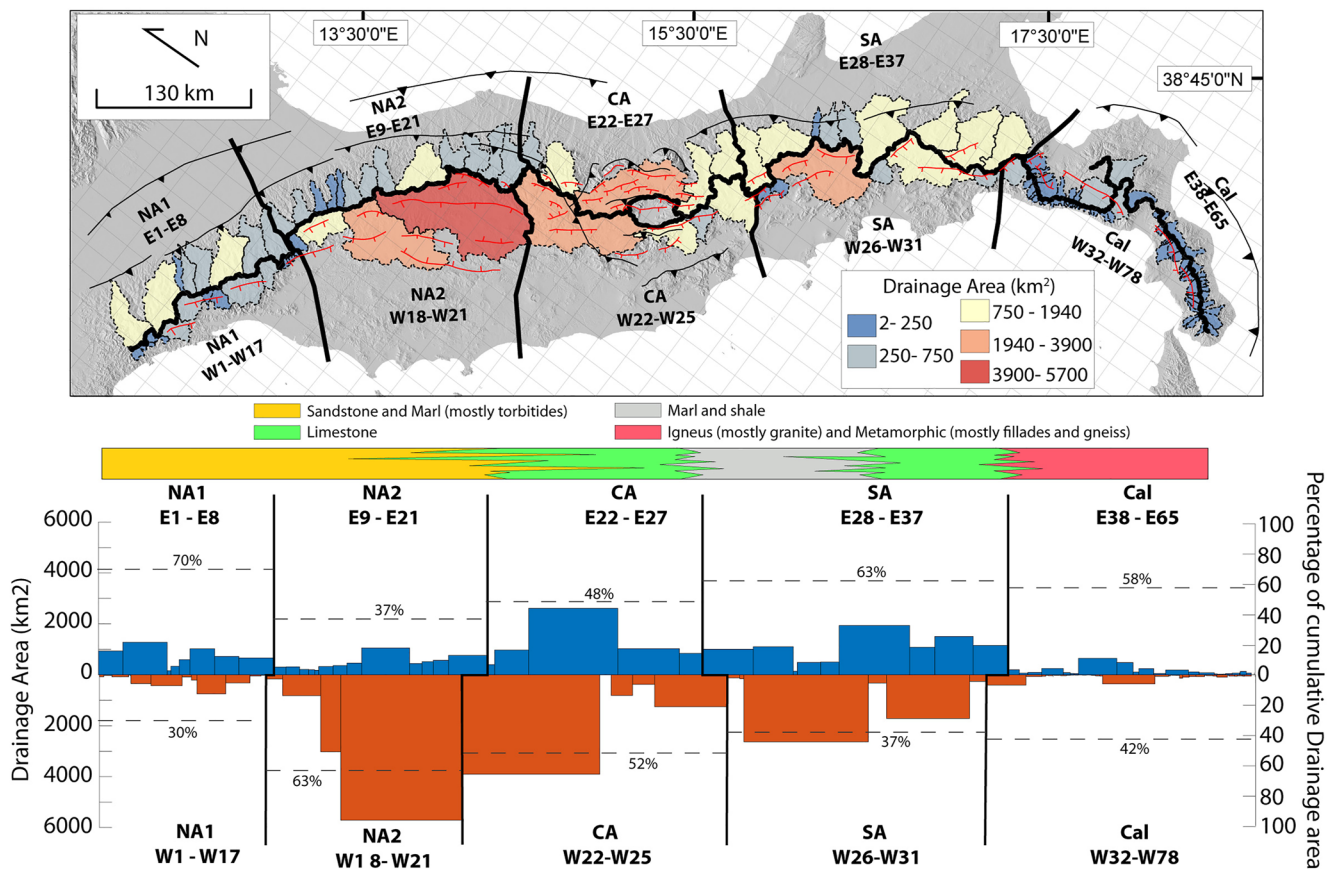 13°30'0"E
15°30'0"E
17°30'0"E
38°45'0"N
N
130 km
NA2
E9-E21
CA
E22-E27
SA
E28-E37
NA1
E1-E8
Cal
E38-E65
NA1
W1-W17
NA2
W18-W21
CA
W22-W25
SA
W26-W31
Cal
W32-W78
Drainage Area (km²)
2- 250
250- 750
750 - 1940
1940 - 3900
3900- 5700
Sandstone and Marl (mostly torbitides)
Limestone
Marl and shale
Igneus (mostly granite) and Metamorphic (mostly fillades and gneiss)
NA1
E1 - E8
NA2
E9 - E21
CA
E22 - E27
SA
E28 - E37
Cal
E38 - E65
Drainage Area (km2)
6000
4000
2000
0
2000
4000
6000
70%
37%
48%
63%
58%
30%
63%
52%
37%
42%
100
80
60
40
20
0
20
40
60
80
100
Percentage of cumulative Drainage area
NA1
W1 - W17
NA2
W1 8- W21
CA
W22-W25
SA
W26-W31
Cal
W32-W78